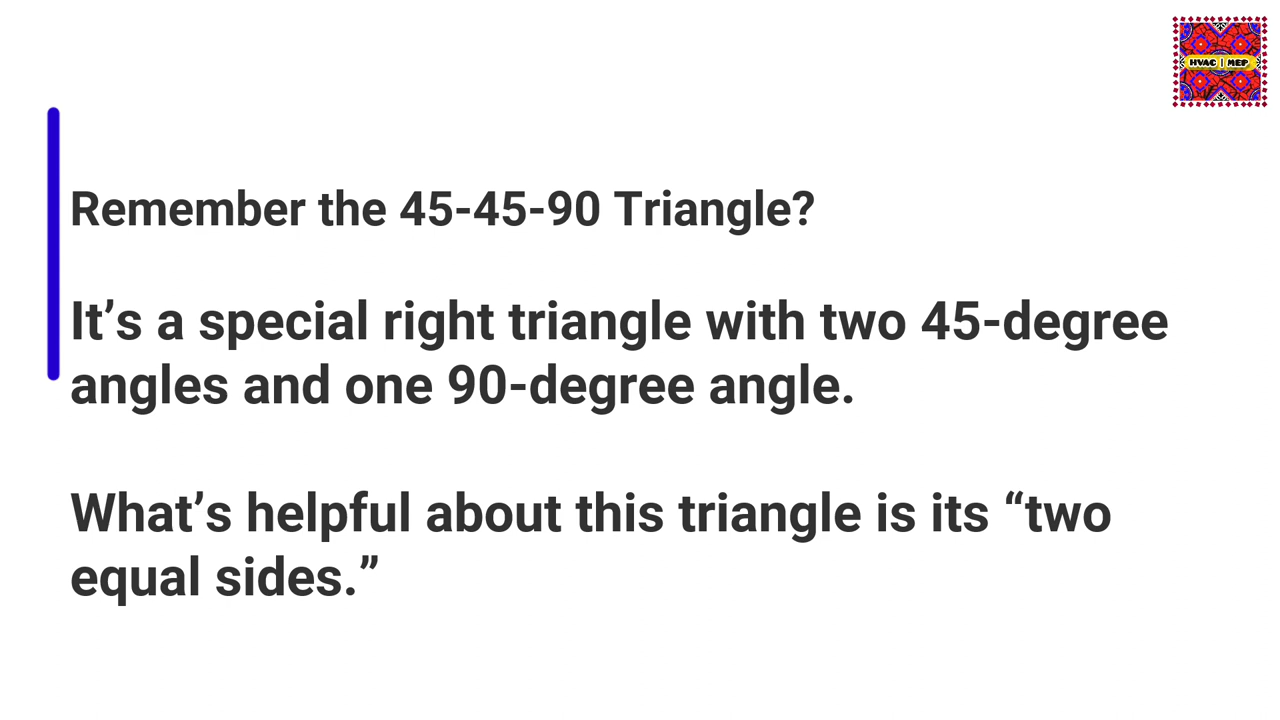 HVAC | MEP
Remember the 45-45-90 Triangle?
It’s a special right triangle with two 45-degree
angles and one 90-degree angle.
What’s helpful about this triangle is its “two
equal sides.”